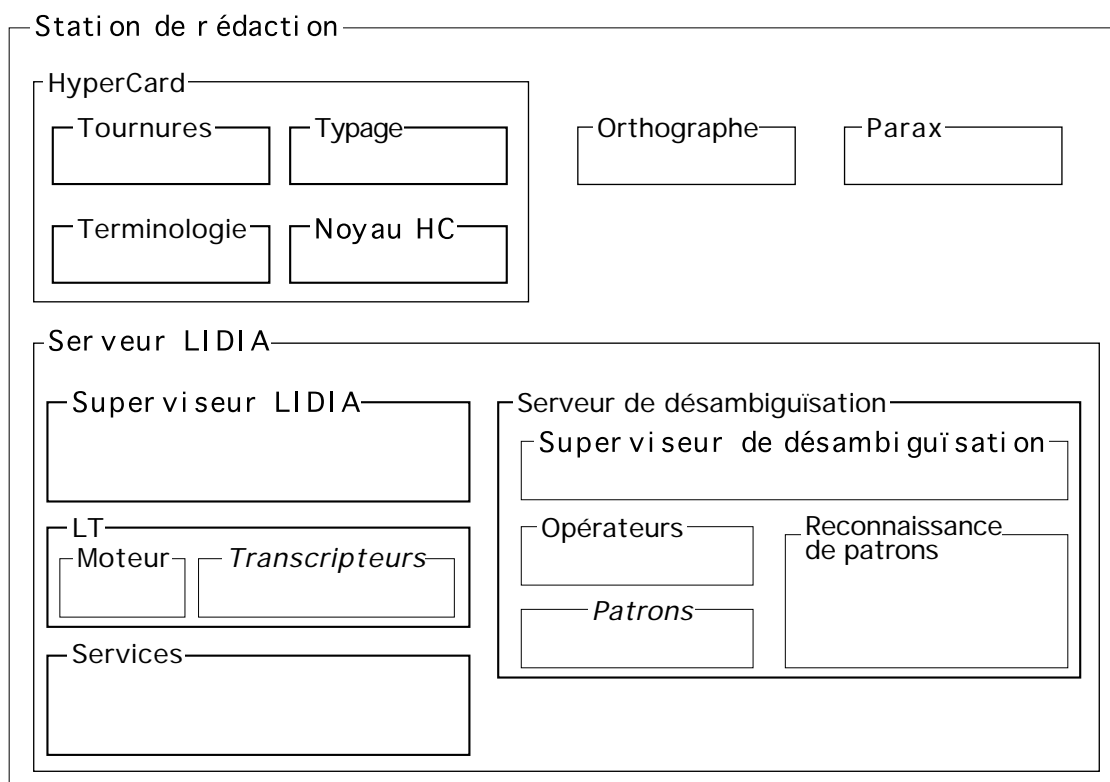 Station de rédaction
HyperCard
Tournures
Typage
Orthographe
Parax
Terminologie
Noyau HC
Serveur LIDIA
Superviseur LIDIA
Serveur de désambiguïsation
Superviseur de désambiguïsation
LT
Moteur
Transcripteurs
Opérateurs
Reconnaissance
de patrons
Patrons
Services